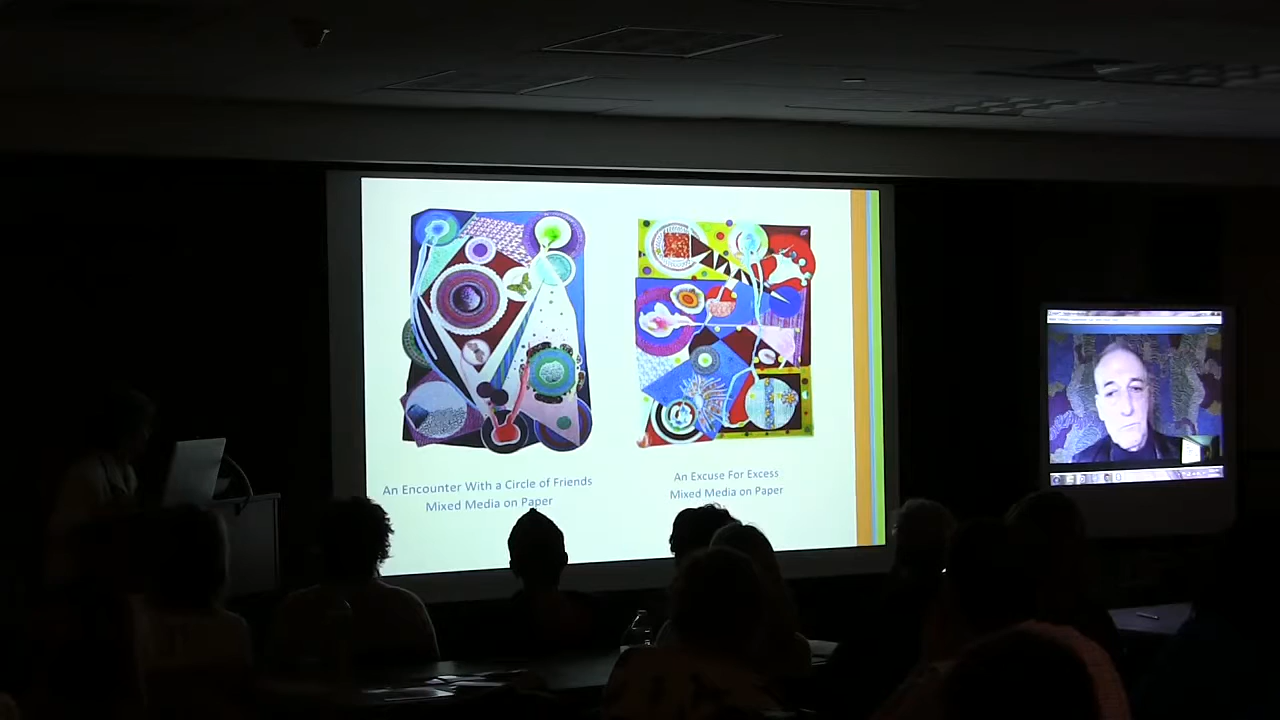 An Encounter With a Circle of Friends
Mixed Media on Paper
An Excuse For Excess
Mixed Media on Paper